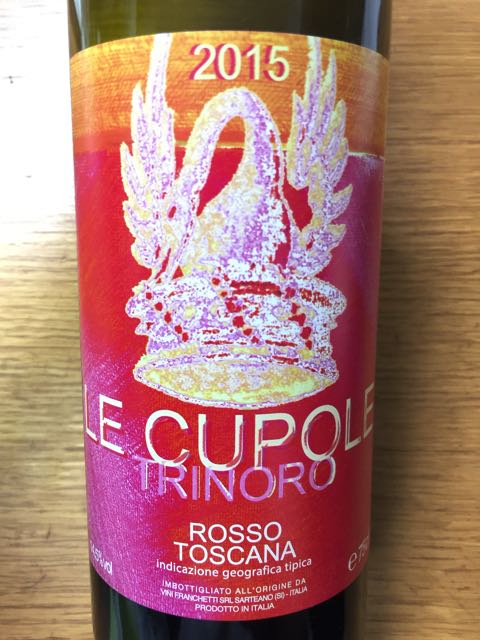 2015
LE CUPOLE
TRINORO
ROSSO
TOSCANA
indicazione geografica tipica
IMBOTTIGLIATO ALL'ORIGINE DA
VINI FRANCHETTI SRL SARTEANO (SI) - ITALIA
PRODOTTO IN ITALIA